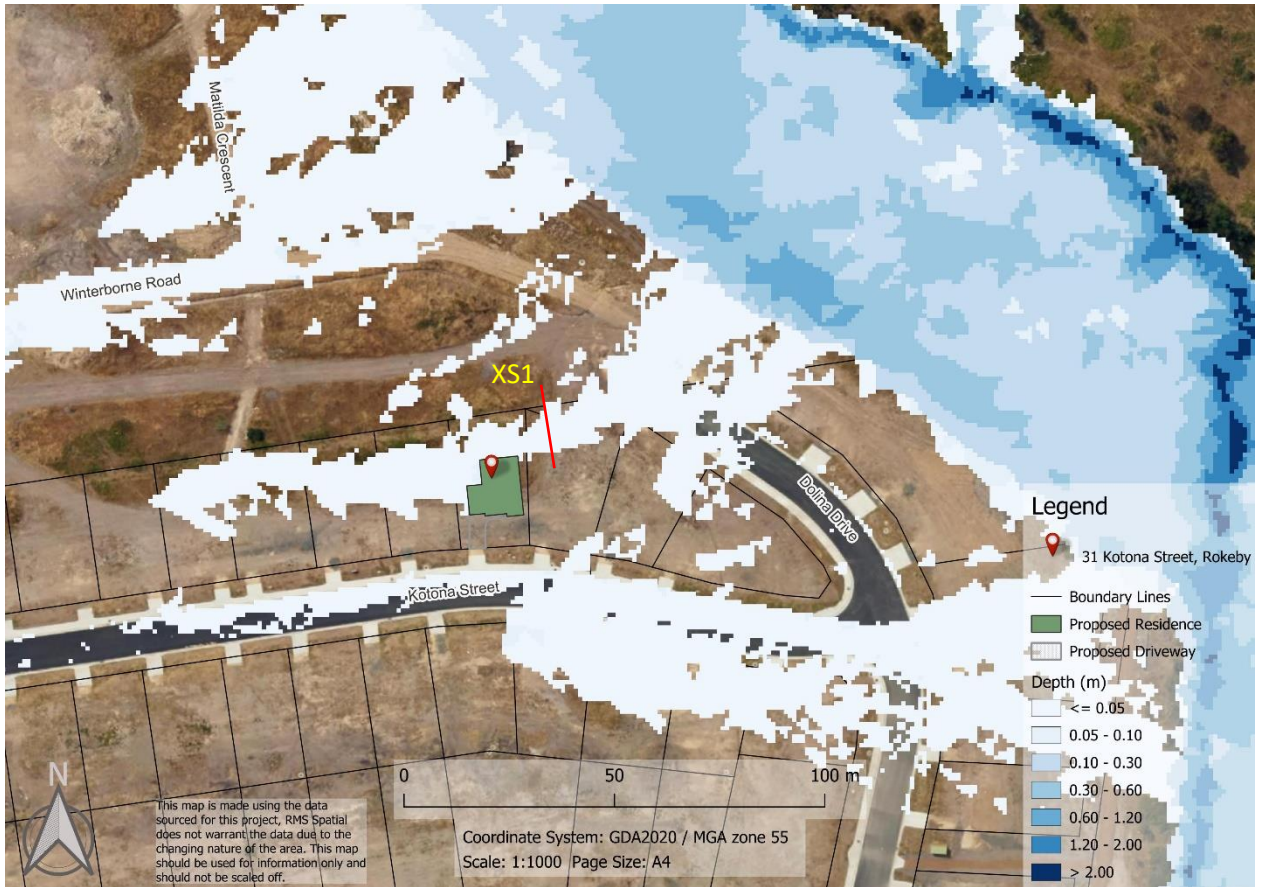 Matilda Crescent
Winterborne Road
XS1
Dolina Drive
Kotona Street
Legend
31 Kotona Street, Rokeby
Boundary Lines
Proposed Residence
Proposed Driveway
Depth (m)
<= 0.05
0.05 - 0.10
0.10 - 0.30
0.30 - 0.60
0.60 - 1.20
1.20 - 2.00
> 2.00
N
This map is made using the data
sourced for this project, RMS Spatial
does not warrant the data due to the
changing nature of the area. This map
should be used for information only and
should not be scaled off.
0 50 100 m
Coordinate System: GDA2020 / MGA zone 55
Scale: 1:1000 Page Size: A4